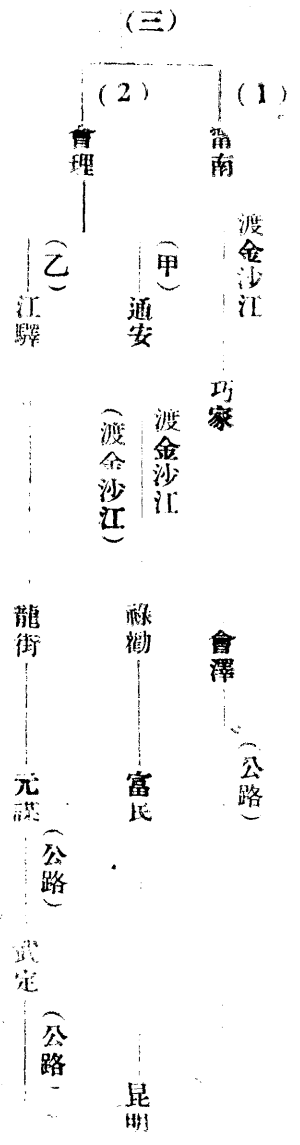 (三)
(1)
甯南
渡金沙江
巧家
會澤
(公路)
(2)
會理
(甲)
通安
渡金沙江
祿勸
富民
昆明
(乙)
江驛
(渡金沙江)
龍街
元謀
(公路)
武定
(公路)